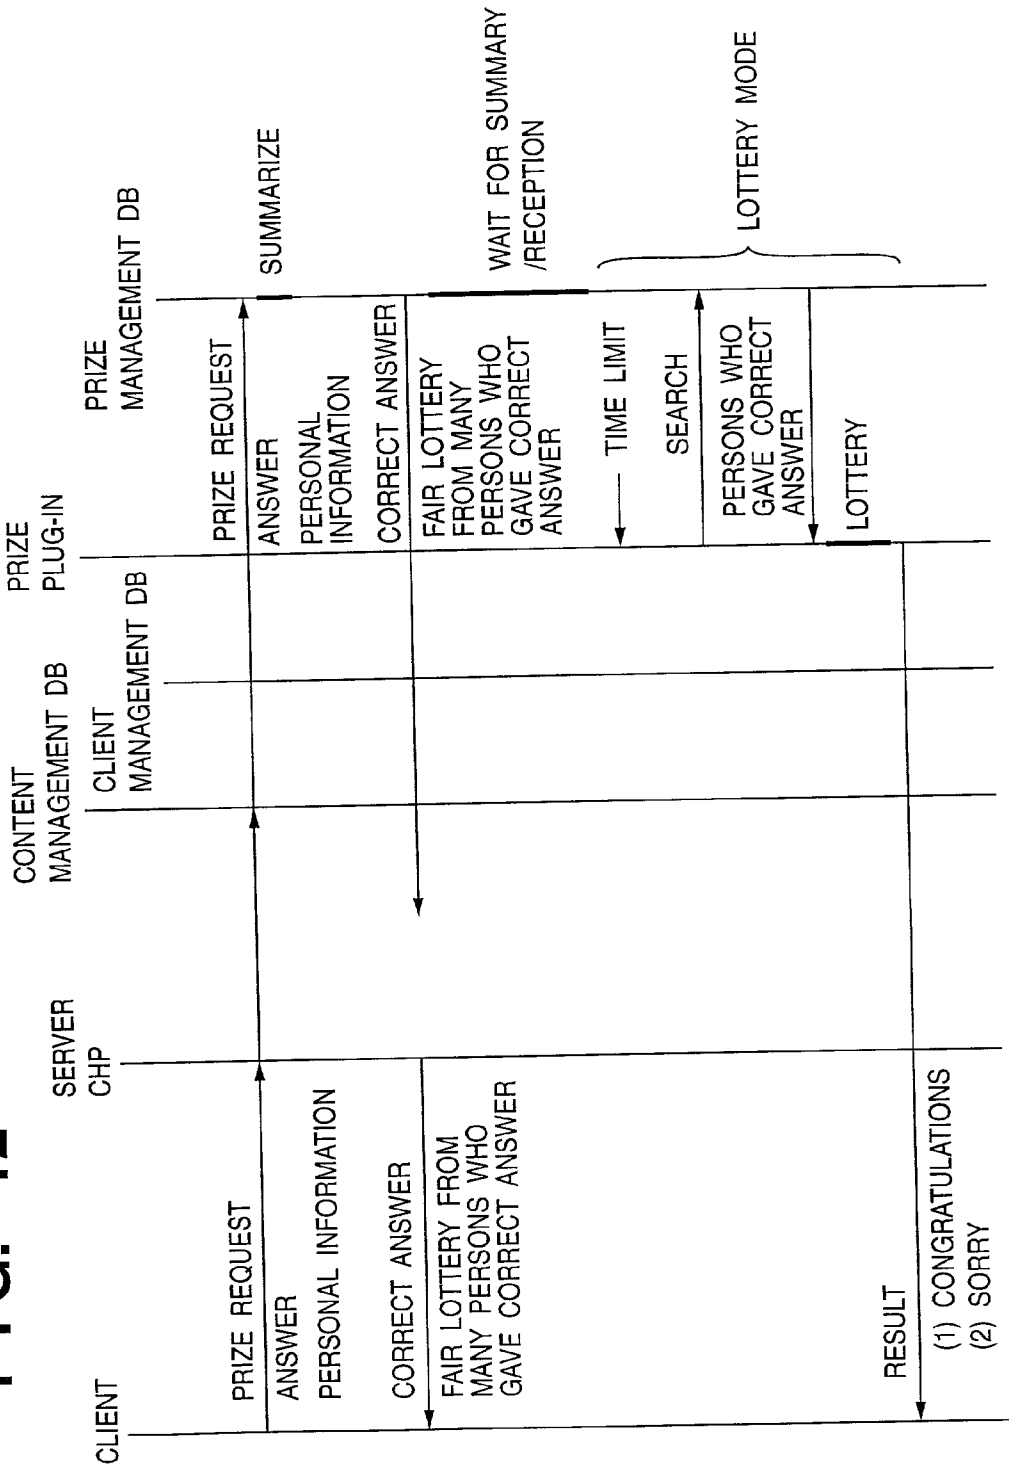 CLIENT
SERVER
CHP
CONTENT
MANAGEMENT DB
CLIENT
MANAGEMENT DB
PRIZE
PLUG-IN
PRIZE
MANAGEMENT DB
PRIZE REQUEST
ANSWER
PERSONAL INFORMATION
PRIZE REQUEST
ANSWER
PERSONAL
INFORMATION
SUMMARIZE
CORRECT ANSWER
FAIR LOTTERY FROM
MANY PERSONS WHO
GAVE CORRECT ANSWER
CORRECT ANSWER
FAIR LOTTERY
FROM MANY
PERSONS WHO
GAVE CORRECT
ANSWER
WAIT FOR SUMMARY
/RECEPTION
TIME LIMIT
SEARCH
PERSONS WHO
GAVE CORRECT
ANSWER
LOTTERY
LOTTERY MODE
RESULT
(1) CONGRATULATIONS
(2) SORRY